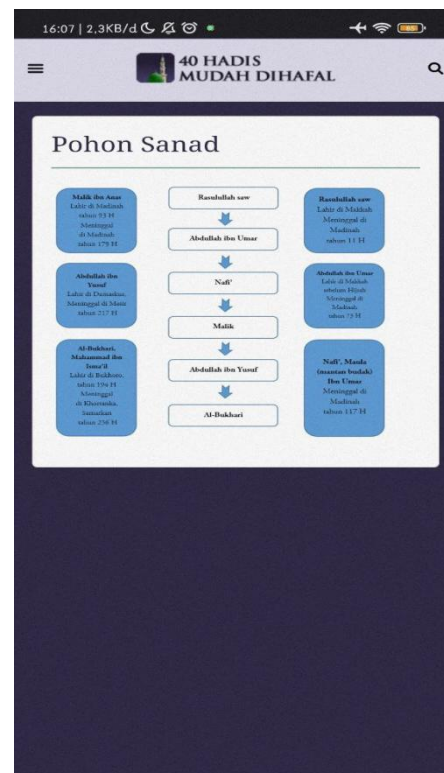 16:07 | 2,3KB/d
65
40 HADIS
MUDAH DIHAFAL
Pohon Sanad
Malik ibn Anas
Lahir di Madinah
tahun 93 H
Meninggal
di Madinah
tahun 179 H
Abdullah ibn
Yusuf
Lahir di Damaskus,
Meninggal di Mesir
tahun 217 H
Al-Bukhari,
Muhammad ibn
Isma'il
Lahir di Bukhoro,
tahun 194 H
Meninggal
di Khartanka,
Samarkan
tahun 256 H
Rasulullah saw
Abdullah ibn Umar
Nafi'
Malik
Abdullah ibn Yusuf
Al-Bukhari
Rasulullah saw
Lahir di Makkah
Meninggal di
Madinah
tahun 11 H
Abdullah ibn Umar
Lahir di Makkah
sebelum Hijrah
Meninggal di
Madinah
tahun 73 H
Nafi', Maula
(mantan budak)
Ibn Umar
Meninggal di
Madinah
tahun 117 H